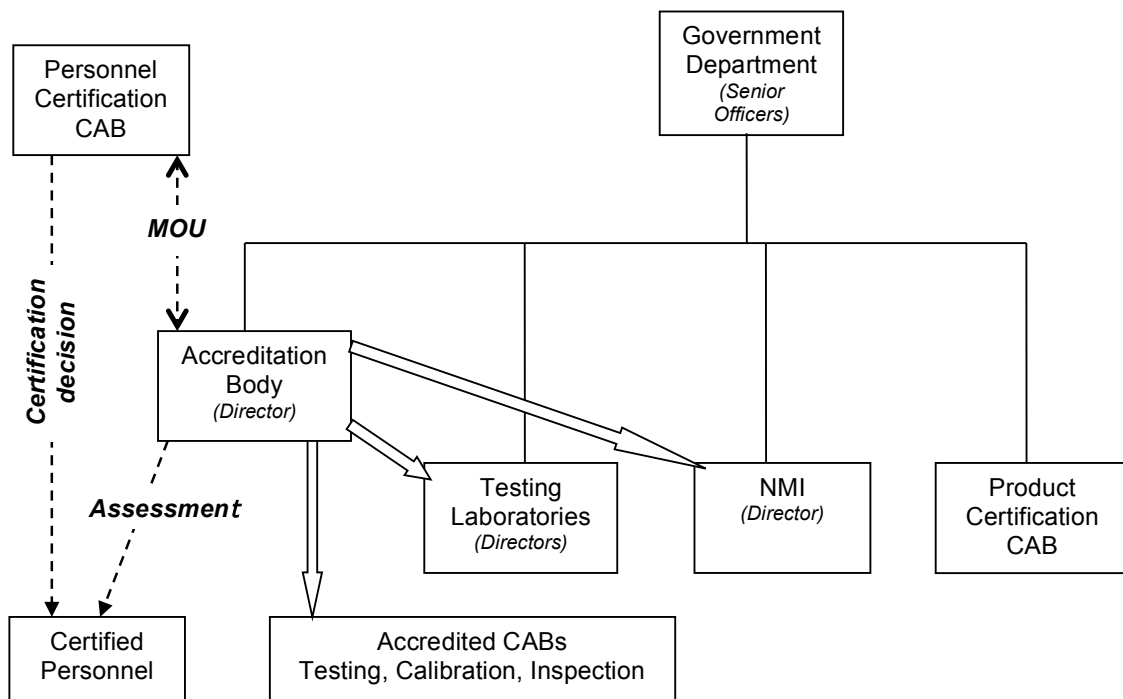 Government
Department
(Senior
Officers)
Personnel
Certification
CAB
MOU
Certification
decision
Accreditation
Body
(Director)
Assessment
Testing
Laboratories
(Directors)
NMI
(Director)
Product
Certification
CAB
Certified
Personnel
Accredited CABs
Testing, Calibration, Inspection